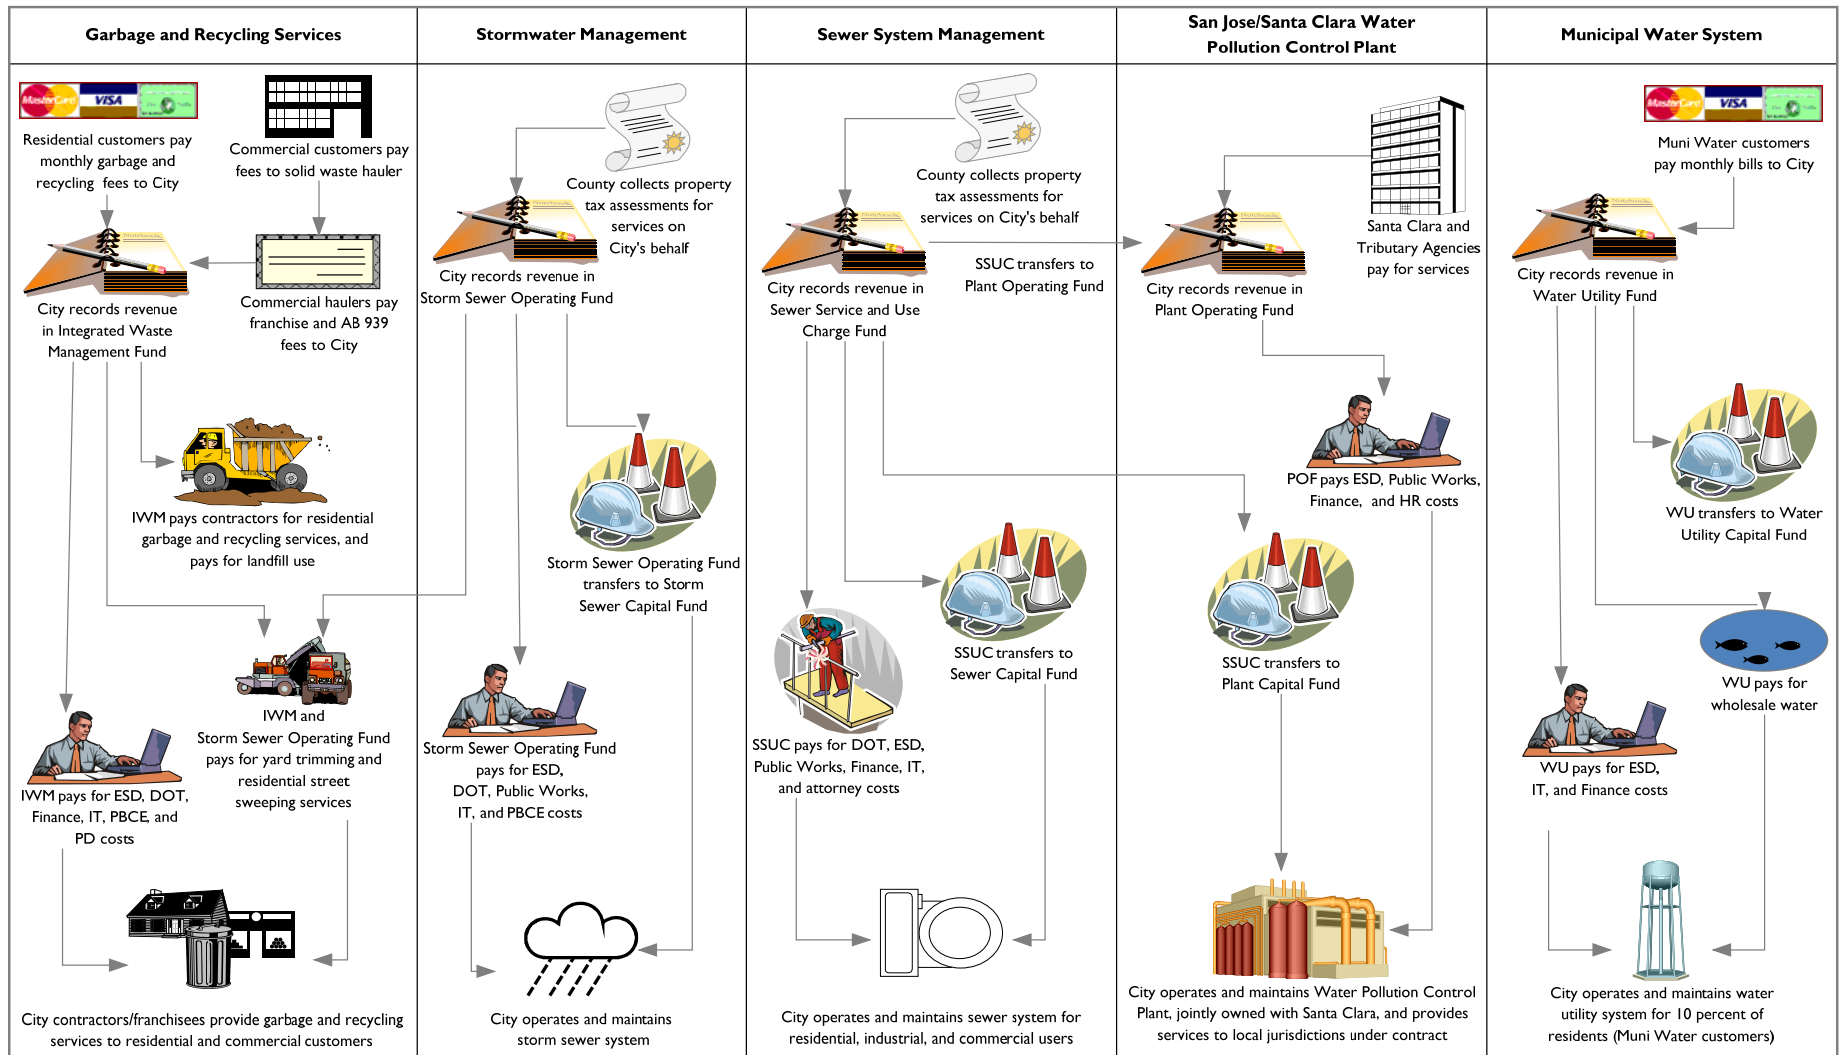 Garbage and Recycling Services
Stormwater Management
Sewer System Management
San Jose/Santa Clara Water
Pollution Control Plant
Municipal Water System
MasterCard
VISA
Residential customers pay
monthly garbage and
recycling fees to City
Commercial customers pay
fees to solid waste hauler
Notebook
City records revenue
in Integrated Waste
Management Fund
Commercial haulers pay
franchise and AB 939
fees to City
IWM pays contractors for residential
garbage and recycling services, and
pays for landfill use
IWM and
Storm Sewer Operating Fund
pays for yard trimming and
residential street
sweeping services
IWM pays for ESD, DOT,
Finance, IT, PBCE, and
PD costs
City contractors/franchisees provide garbage and recycling
services to residential and commercial customers
County collects property
tax assessments for
services on
City's behalf
Notebook
City records revenue in
Storm Sewer Operating Fund
Storm Sewer Operating Fund
transfers to Storm
Sewer Capital Fund
Storm Sewer Operating Fund
pays for ESD,
DOT, Public Works,
IT, and PBCE costs
City operates and maintains
storm sewer system
County collects property
tax assessments for
services on City's behalf
Notebook
City records revenue in
Sewer Service and Use
Charge Fund
SSUC transfers to
Plant Operating Fund
SSUC transfers to
Sewer Capital Fund
SSUC pays for DOT, ESD,
Public Works, Finance, IT,
and attorney costs
City operates and maintains sewer system for
residential, industrial, and commercial users
Santa Clara and
Tributary Agencies
pay for services
Notebook
City records revenue in
Plant Operating Fund
POF pays ESD, Public Works,
Finance, and HR costs
SSUC transfers to
Plant Capital Fund
City operates and maintains Water Pollution Control
Plant, jointly owned with Santa Clara, and provides
services to local jurisdictions under contract
MasterCard
VISA
Muni Water customers
pay monthly bills to City
Notebook
City records revenue in
Water Utility Fund
WU transfers to Water
Utility Capital Fund
WU pays for
wholesale water
WU pays for ESD,
IT, and Finance costs
City operates and maintains water
utility system for 10 percent of
residents (Muni Water customers)